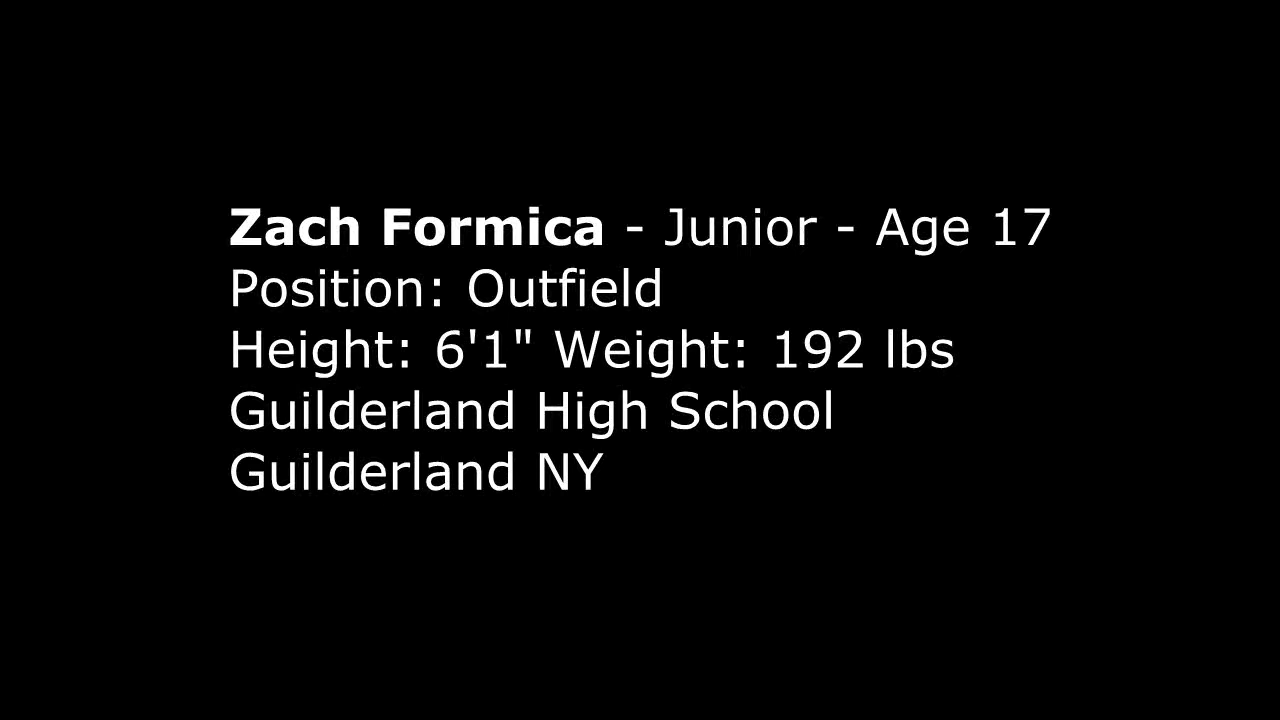 Zach Formica - Junior - Age 17
Position: Outfield
Height: 6'1" Weight: 192 lbs
Guilderland High School
Guilderland NY